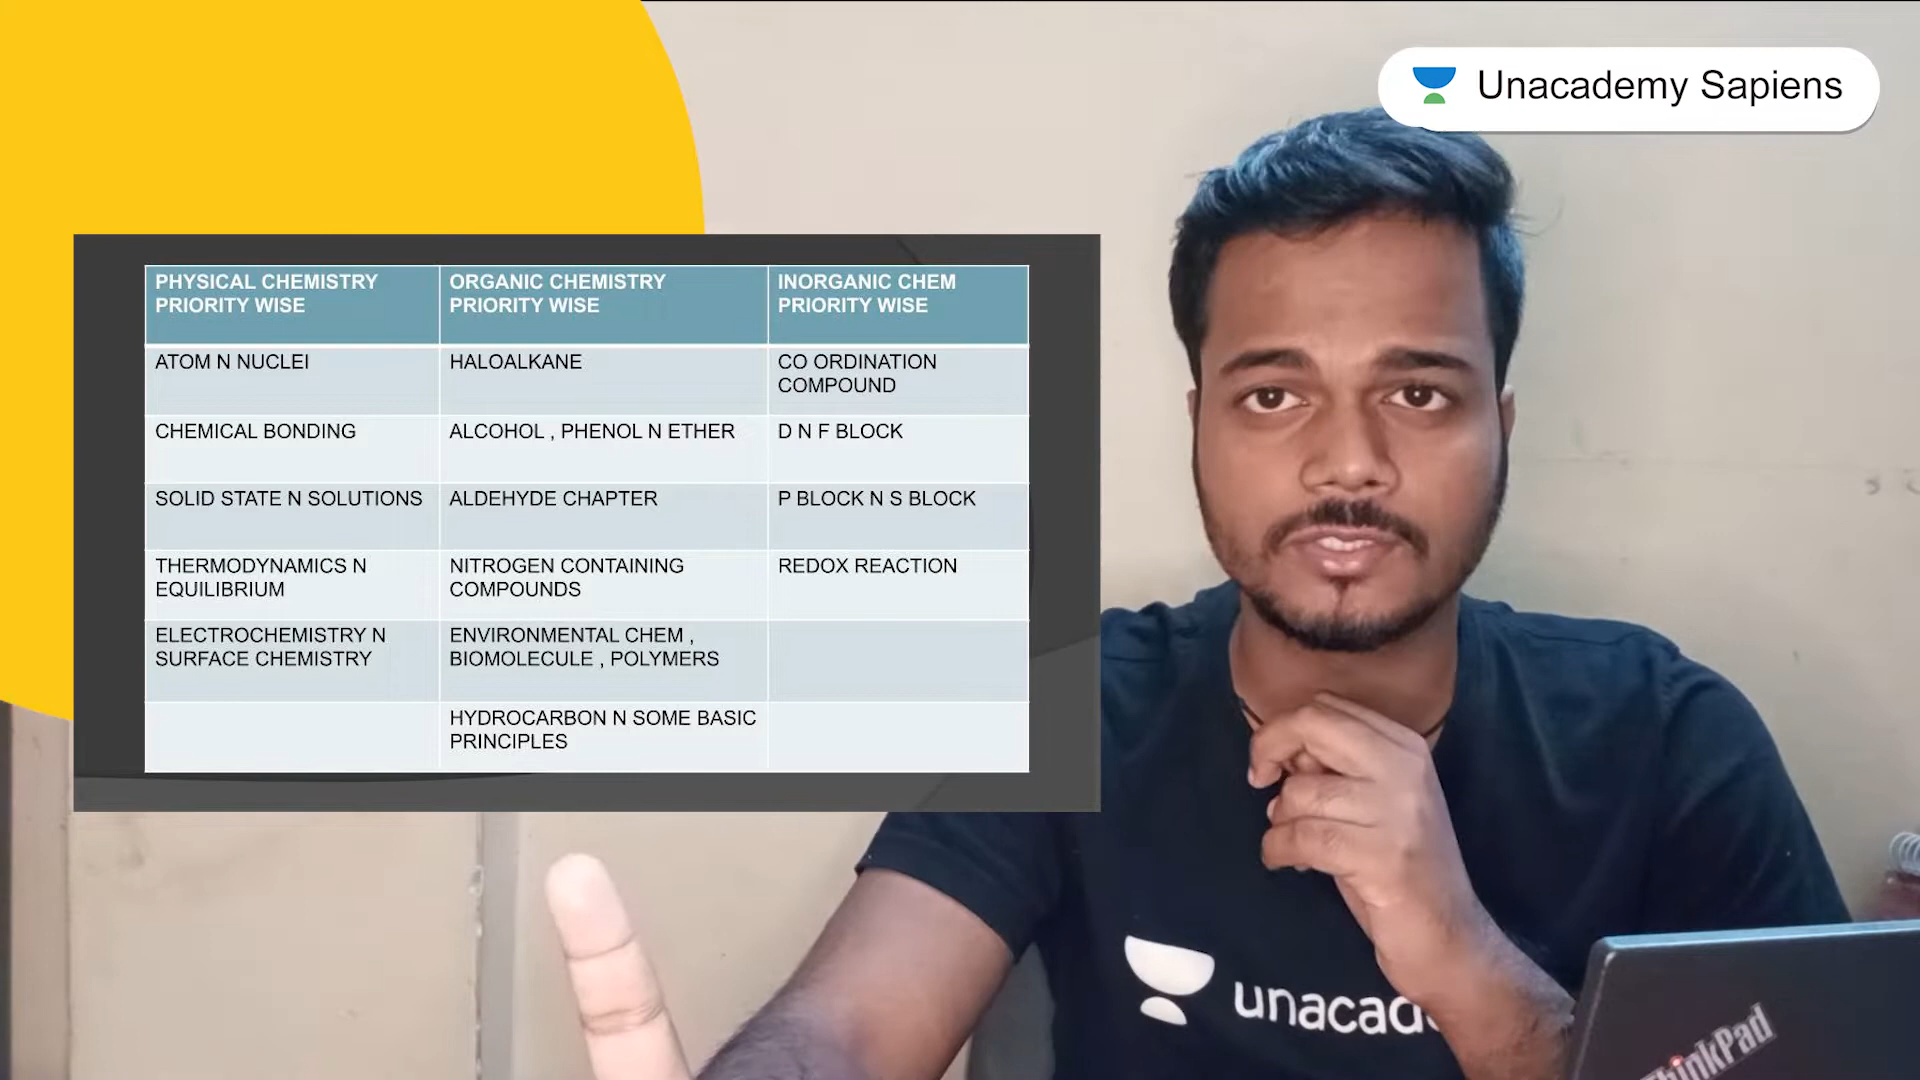 Unacademy Sapiens
PHYSICAL CHEMISTRY
PRIORITY WISE
ORGANIC CHEMISTRY
PRIORITY WISE
INORGANIC CHEM
PRIORITY WISE
ATOM N NUCLEI
HALOALKANE
CO ORDINATION
COMPOUND
CHEMICAL BONDING
ALCOHOL , PHENOL N ETHER
D N F BLOCK
SOLID STATE N SOLUTIONS
ALDEHYDE CHAPTER
P BLOCK N S BLOCK
THERMODYNAMICS N
EQUILIBRIUM
NITROGEN CONTAINING
COMPOUNDS
REDOX REACTION
ELECTROCHEMISTRY N
SURFACE CHEMISTRY
ENVIRONMENTAL CHEM ,
BIOMOLECULE , POLYMERS
HYDROCARBON N SOME BASIC
PRINCIPLES
unacad
ThinkPad